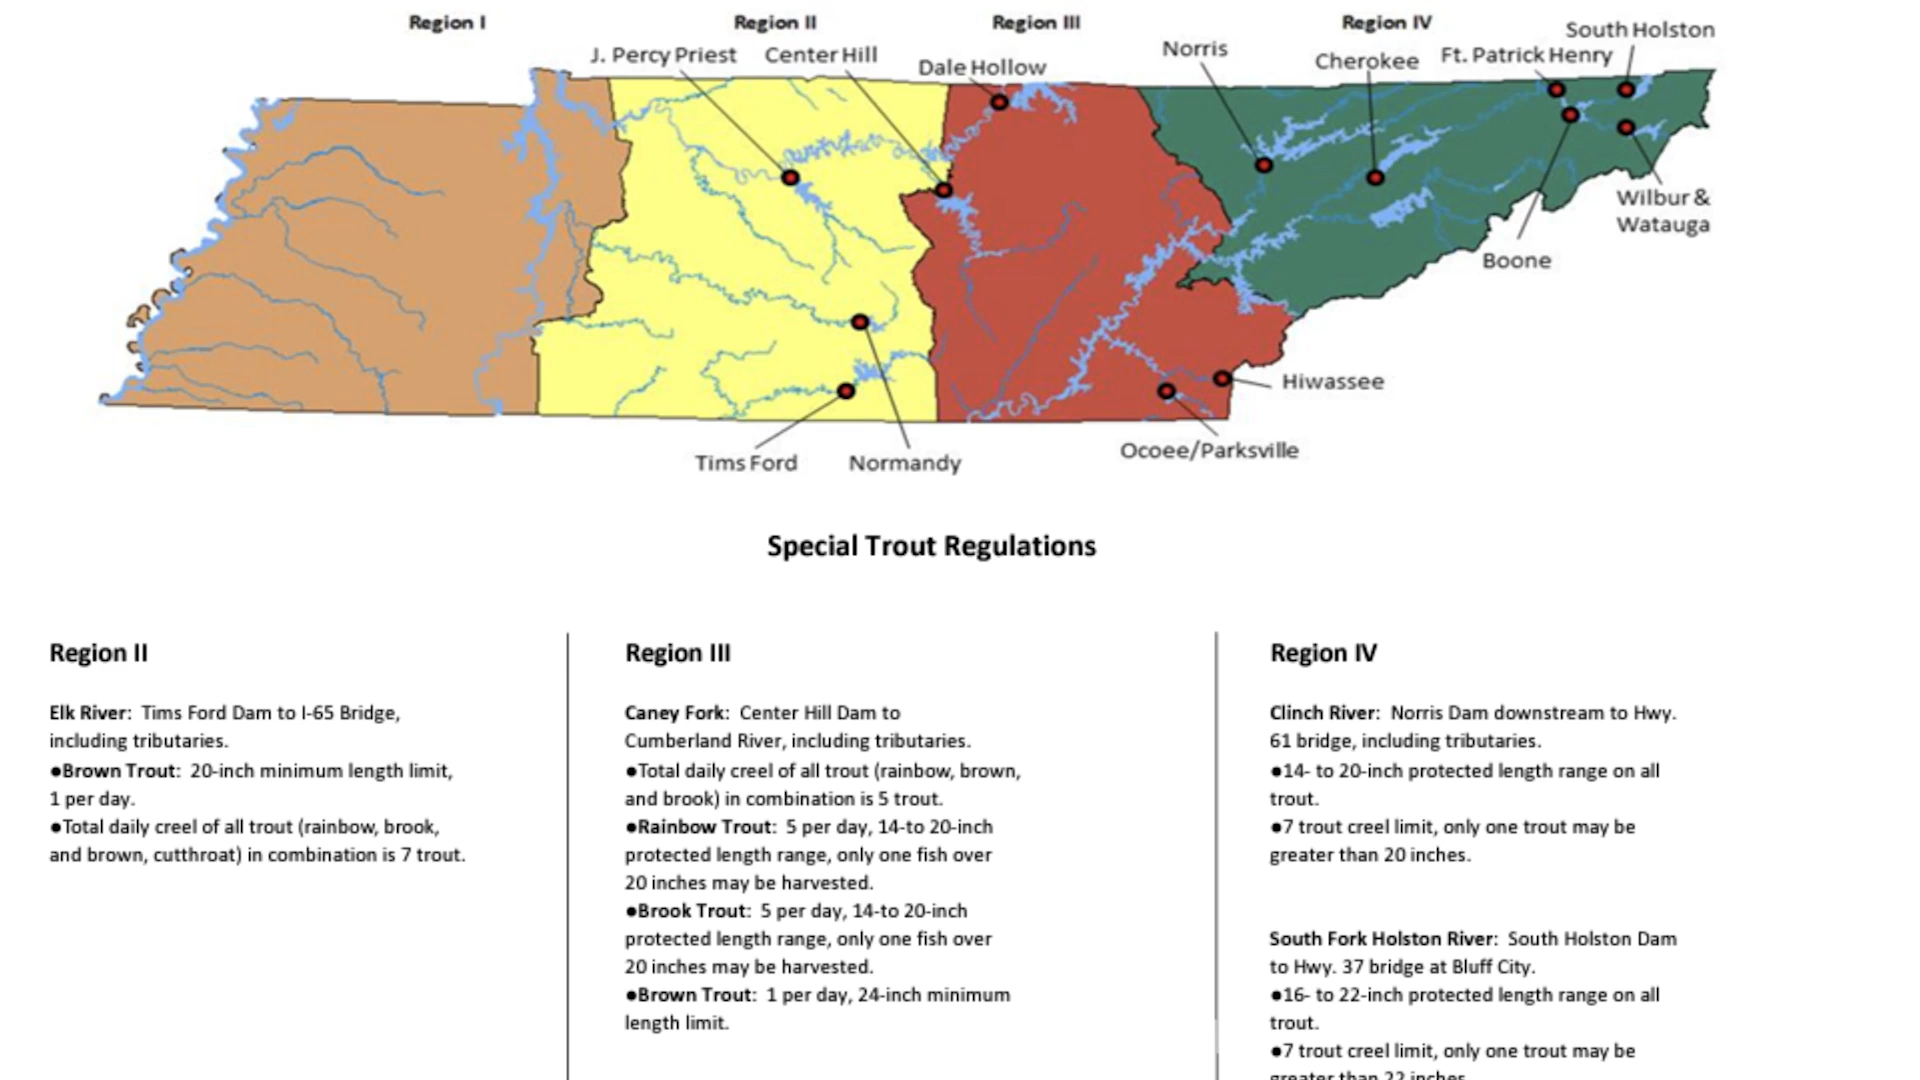 Region I
Region II
Region III
Region IV
South Holston
J. Percy Priest
Center Hill
Dale Hollow
Norris
Cherokee
Ft. Patrick Henry
Wilbur &
Watauga
Boone
Hiwassee
Ocoee/Parksville
Tims Ford
Normandy
Special Trout Regulations
Region II
Elk River: Tims Ford Dam to I-65 Bridge,
including tributaries.
●Brown Trout: 20-inch minimum length limit,
1 per day.
●Total daily creel of all trout (rainbow, brook,
and brown, cutthroat) in combination is 7 trout.
Region III
Caney Fork: Center Hill Dam to
Cumberland River, including tributaries.
●Total daily creel of all trout (rainbow, brown,
and brook) in combination is 5 trout.
●Rainbow Trout: 5 per day, 14-to 20-inch
protected length range, only one fish over
20 inches may be harvested.
●Brook Trout: 5 per day, 14-to 20-inch
protected length range, only one fish over
20 inches may be harvested.
●Brown Trout: 1 per day, 24-inch minimum
length limit.
Region IV
Clinch River: Norris Dam downstream to Hwy.
61 bridge, including tributaries.
●14- to 20-inch protected length range on all
trout.
●7 trout creel limit, only one trout may be
greater than 20 inches.
South Fork Holston River: South Holston Dam
to Hwy. 37 bridge at Bluff City.
●16- to 22-inch protected length range on all
trout.
●7 trout creel limit, only one trout may be
greater than 22 inches